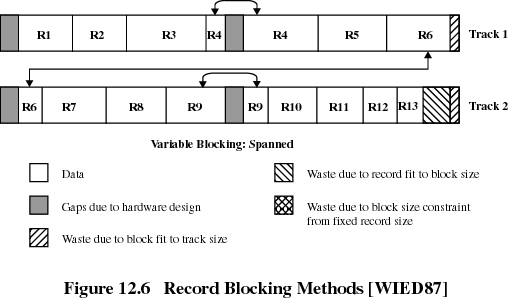 R1 R2 R3 R4 R4 R5 R6 Track 1
R6 R7 R8 R9 R9 R10 R11 R12 R13 Track 2
Variable Blocking: Spanned
Data
Waste due to record fit to block size
Gaps due to hardware design
Waste due to block size constraint
from fixed record size
Waste due to block fit to track size
Figure 12.6 Record Blocking Methods [WIED87]